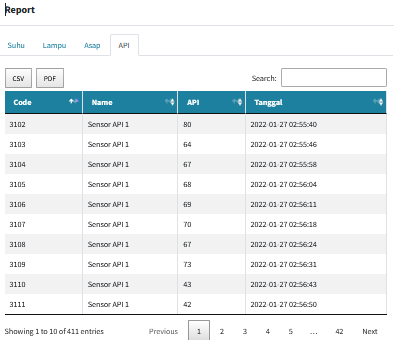 Report
Suhu Lampu Asap API
CSV PDF Search:
Code Name API Tanggal
3102 Sensor API 1 80 2022-01-27 02:55:40
3103 Sensor API 1 64 2022-01-27 02:55:46
3104 Sensor API 1 67 2022-01-27 02:55:58
3105 Sensor API 1 68 2022-01-27 02:56:04
3106 Sensor API 1 69 2022-01-27 02:56:11
3107 Sensor API 1 70 2022-01-27 02:56:18
3108 Sensor API 1 67 2022-01-27 02:56:24
3109 Sensor API 1 73 2022-01-27 02:56:31
3110 Sensor API 1 43 2022-01-27 02:56:43
3111 Sensor API 1 42 2022-01-27 02:56:50
Showing 1 to 10 of 411 entries Previous 1 2 3 4 5 … 42 Next